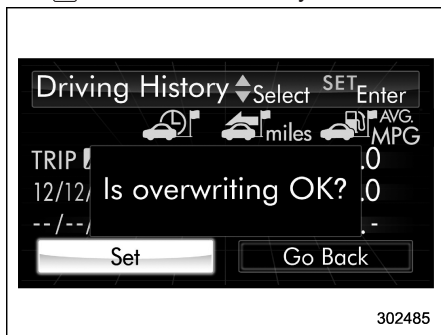 Driving History Select SET Enter
miles AVG. MPG
TRIP .0
12/12/ .0
--/-- .-
Is overwriting OK?
Set Go Back
302485